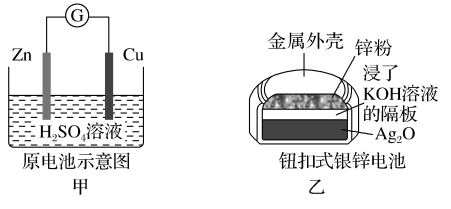 G
Zn
Cu
H₂SO₄溶液
原电池示意图
甲
金属外壳
锌粉
浸了
KOH溶液
的隔板
Ag₂O
钮扣式银锌电池
乙